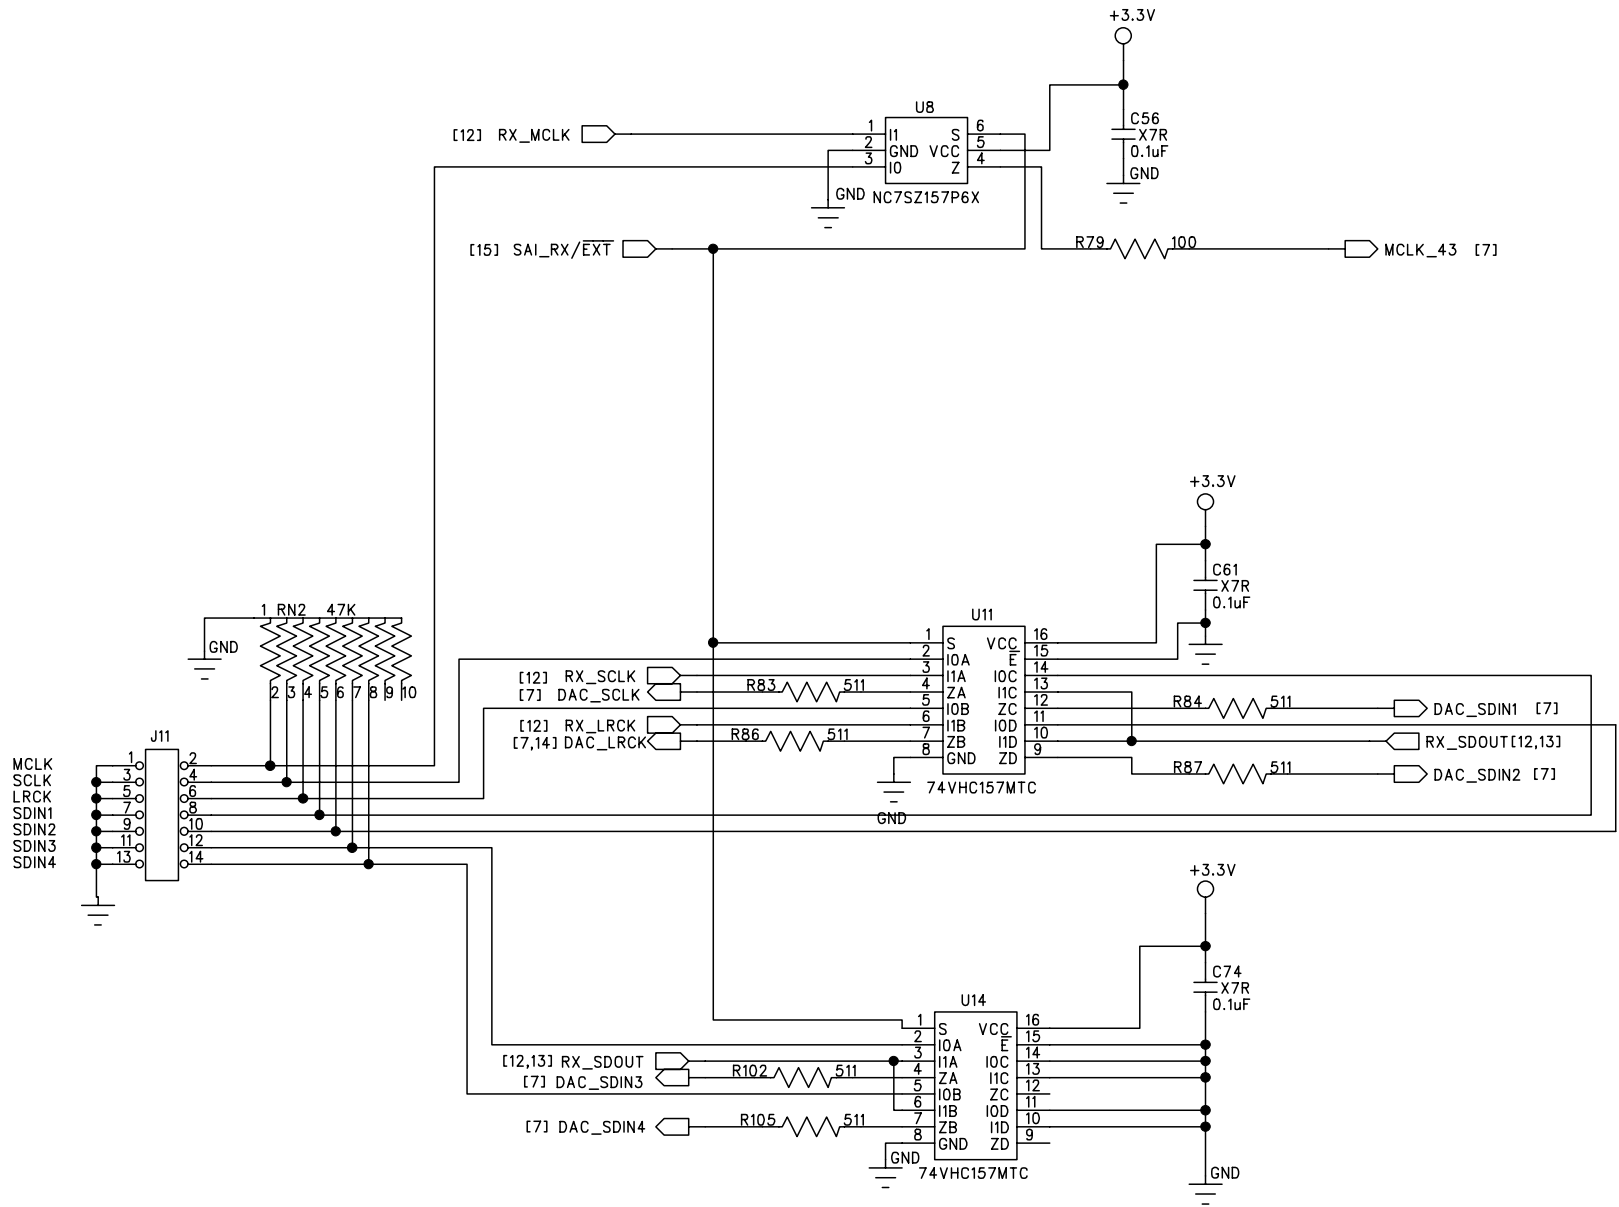 +3.3V
U8
C56
X7R
0.1uF
GND
[12] RX_MCLK
1 I1 S 6
2 GND VCC 5
3 I0 Z 4
GND
NC7SZ157P6X
[15] SAI_RX/EXT
R79 100
MCLK_43 [7]
+3.3V
C61
X7R
0.1uF
1 RN2 47K
GND
2 3 4 5 6 7 8 9 10
U11
1 S VCC 16
2 I0A E 15
3 I1A I0C 14
4 ZA I1C 13
5 I0B ZC 12
6 I1B I0D 11
7 ZB I1D 10
8 GND ZD 9
74VHC157MTC
GND
[12] RX_SCLK
[7] DAC_SCLK
R83 511
[12] RX_LRCK
[7,14] DAC_LRCK
R86 511
R84 511
DAC_SDIN1 [7]
RX_SDOUT[12,13]
R87 511
DAC_SDIN2 [7]
J11
MCLK 1 2
SCLK 3 4
LRCK 5 6
SDIN1 7 8
SDIN2 9 10
SDIN3 11 12
SDIN4 13 14
+3.3V
C74
X7R
0.1uF
U14
1 S VCC 16
2 I0A E 15
3 I1A I0C 14
4 ZA I1C 13
5 I0B ZC 12
6 I1B I0D 11
7 ZB I1D 10
8 GND ZD 9
[12,13] RX_SDOUT
[7] DAC_SDIN3
R102 511
[7] DAC_SDIN4
R105 511
GND
74VHC157MTC
GND